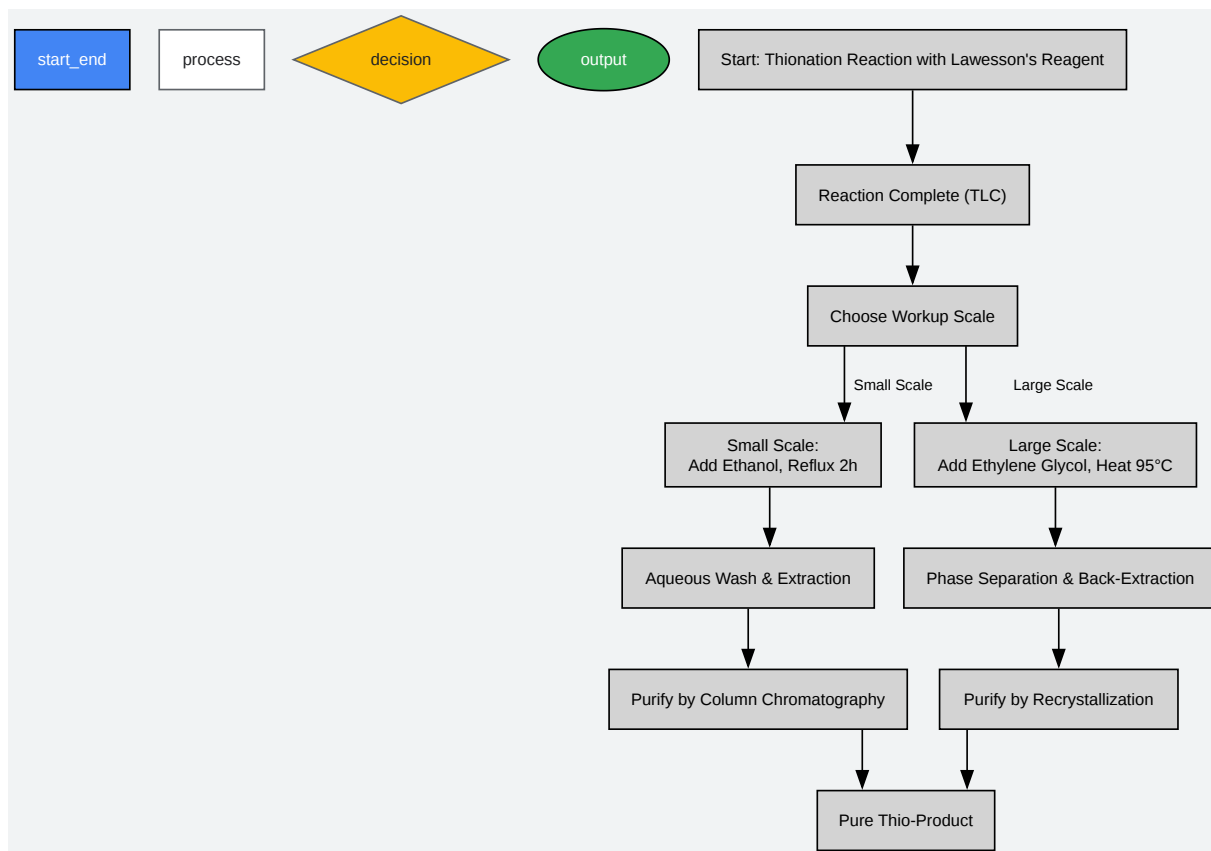 start_end
process
decision
output
Start: Thionation Reaction with Lawesson's Reagent
Reaction Complete (TLC)
Choose Workup Scale
Small Scale
Large Scale
Small Scale:
Add Ethanol, Reflux 2h
Large Scale:
Add Ethylene Glycol, Heat 95°C
Aqueous Wash & Extraction
Phase Separation & Back-Extraction
Purify by Column Chromatography
Purify by Recrystallization
Pure Thio-Product